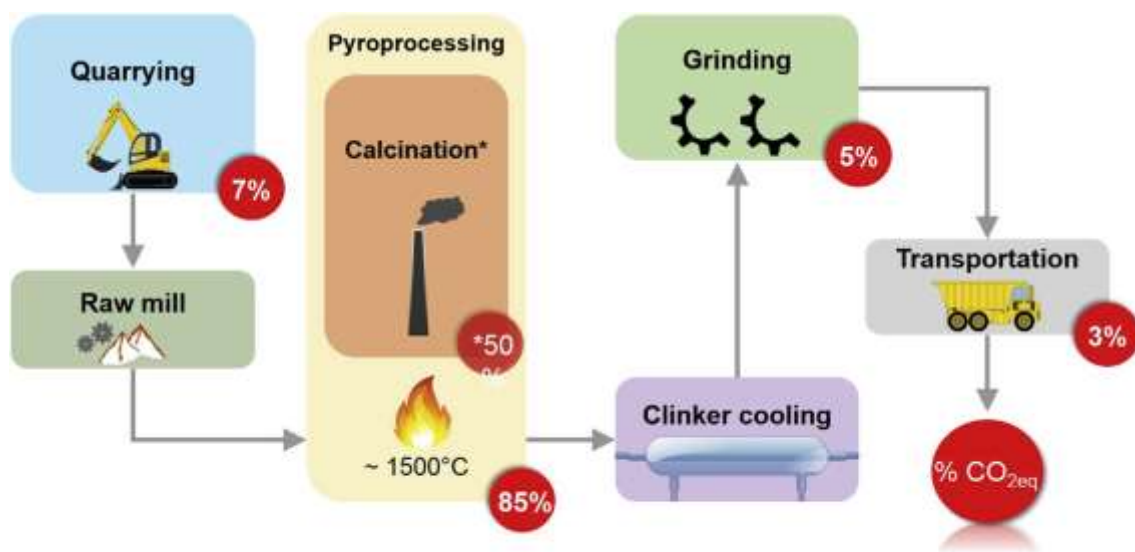 Quarrying
7%
Raw mill
Pyroprocessing
Calcination*
*50
%
~ 1500°C
85%
Clinker cooling
Grinding
5%
Transportation
3%
% CO2eq